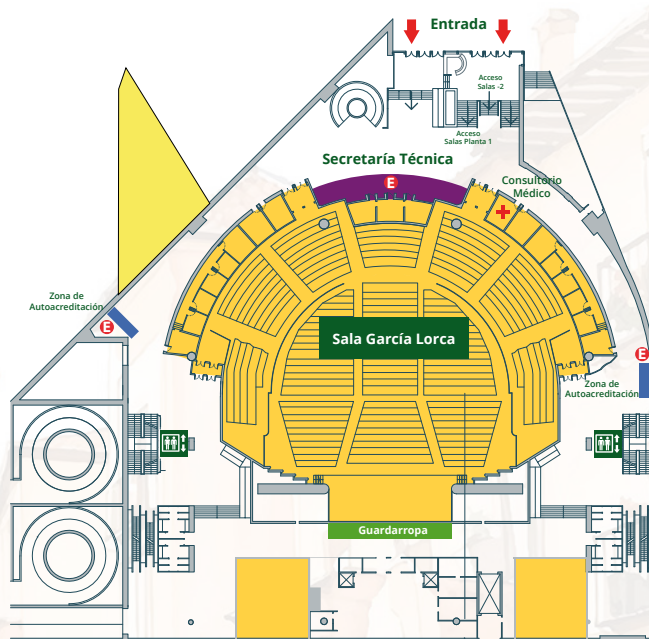 Entrada
Acceso
Salas -2
Acceso
Salas Planta 1
Secretaría Técnica
E
Consultorio
Médico
Zona de
Autoacreditación
E
Sala García Lorca
E
Zona de
Autoacreditación
Guardarropa